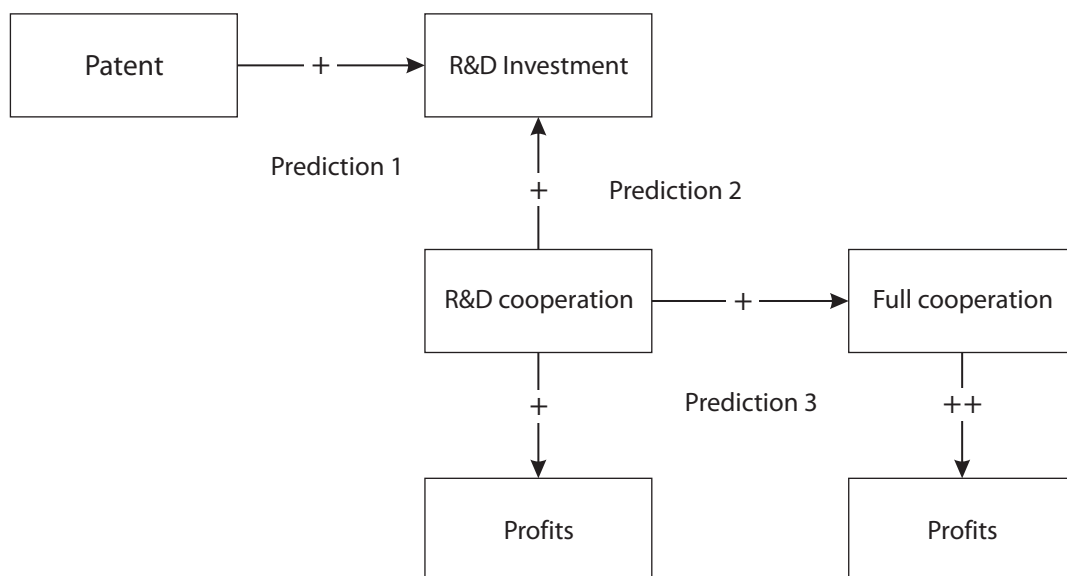 Patent
+
R&D Investment
Prediction 1
+
Prediction 2
R&D cooperation
+
Full cooperation
+
Prediction 3
++
Profits
Profits